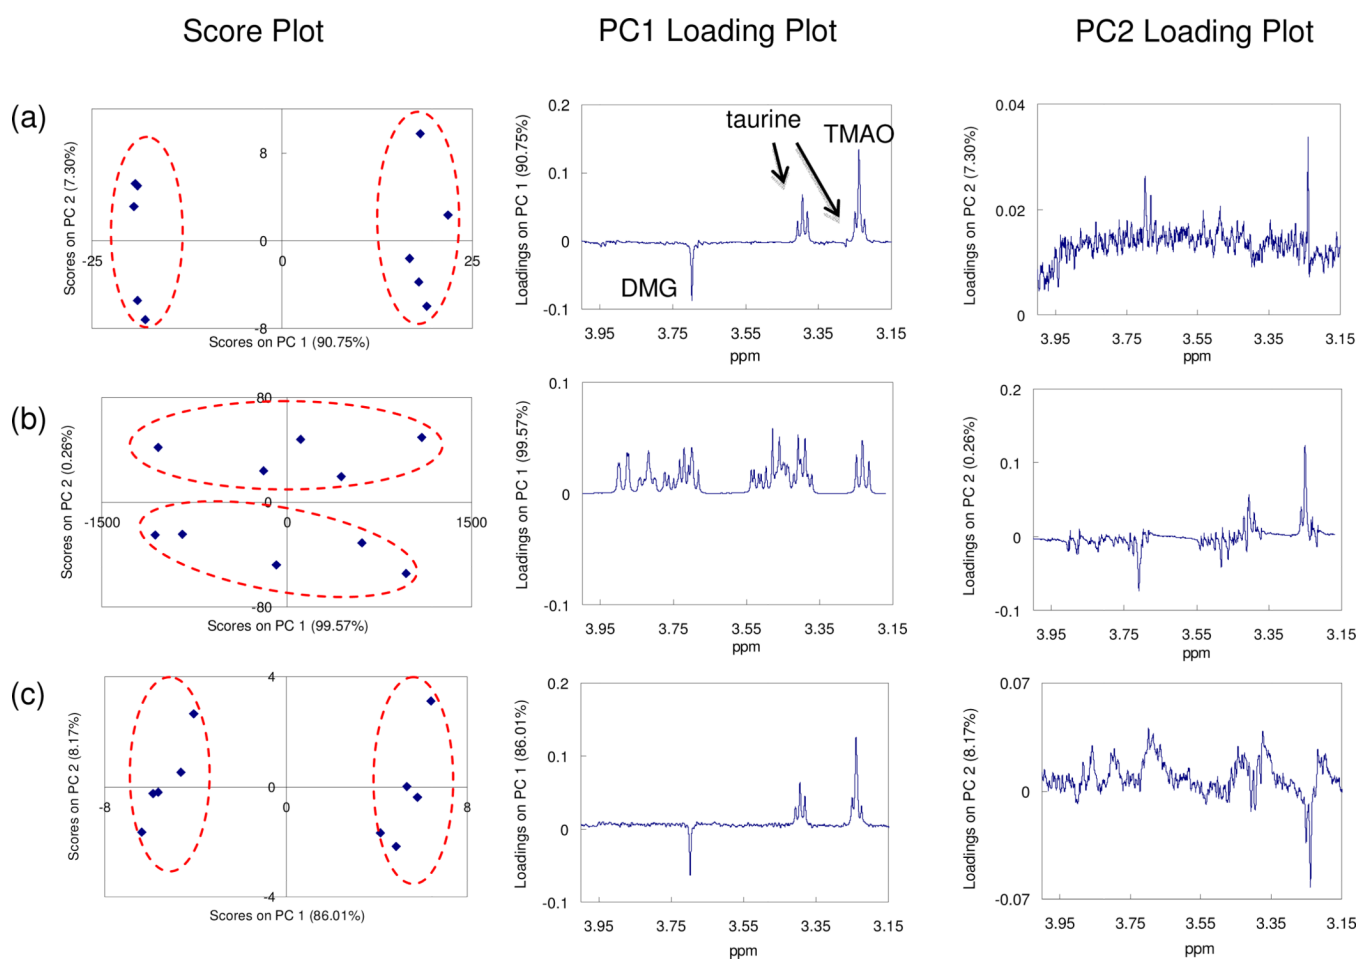 Score Plot
PC1 Loading Plot
PC2 Loading Plot
(a)
Scores on PC 2 (7.30%)
8
0
-8
-25
0
25
Scores on PC 1 (90.75%)
Loadings on PC 1 (90.75%)
0.2
0.1
0
-0.1
taurine
TMAO
DMG
3.95
3.75
3.55
3.35
3.15
ppm
Loadings on PC 2 (7.30%)
0.04
0.02
0
3.95
3.75
3.55
3.35
3.15
ppm
(b)
Scores on PC 2 (0.26%)
80
0
-80
-1500
0
1500
Scores on PC 1 (99.57%)
Loadings on PC 1 (99.57%)
0.1
0
-0.1
3.95
3.75
3.55
3.35
3.15
ppm
Loadings on PC 2 (0.26%)
0.2
0.1
0
-0.1
3.95
3.75
3.55
3.35
3.15
ppm
(c)
Scores on PC 2 (8.17%)
4
0
-4
-8
0
8
Scores on PC 1 (86.01%)
Loadings on PC 1 (86.01%)
0.2
0.1
0
-0.1
3.95
3.75
3.55
3.35
3.15
ppm
Loadings on PC 2 (8.17%)
0.07
0
-0.07
3.95
3.75
3.55
3.35
3.15
ppm